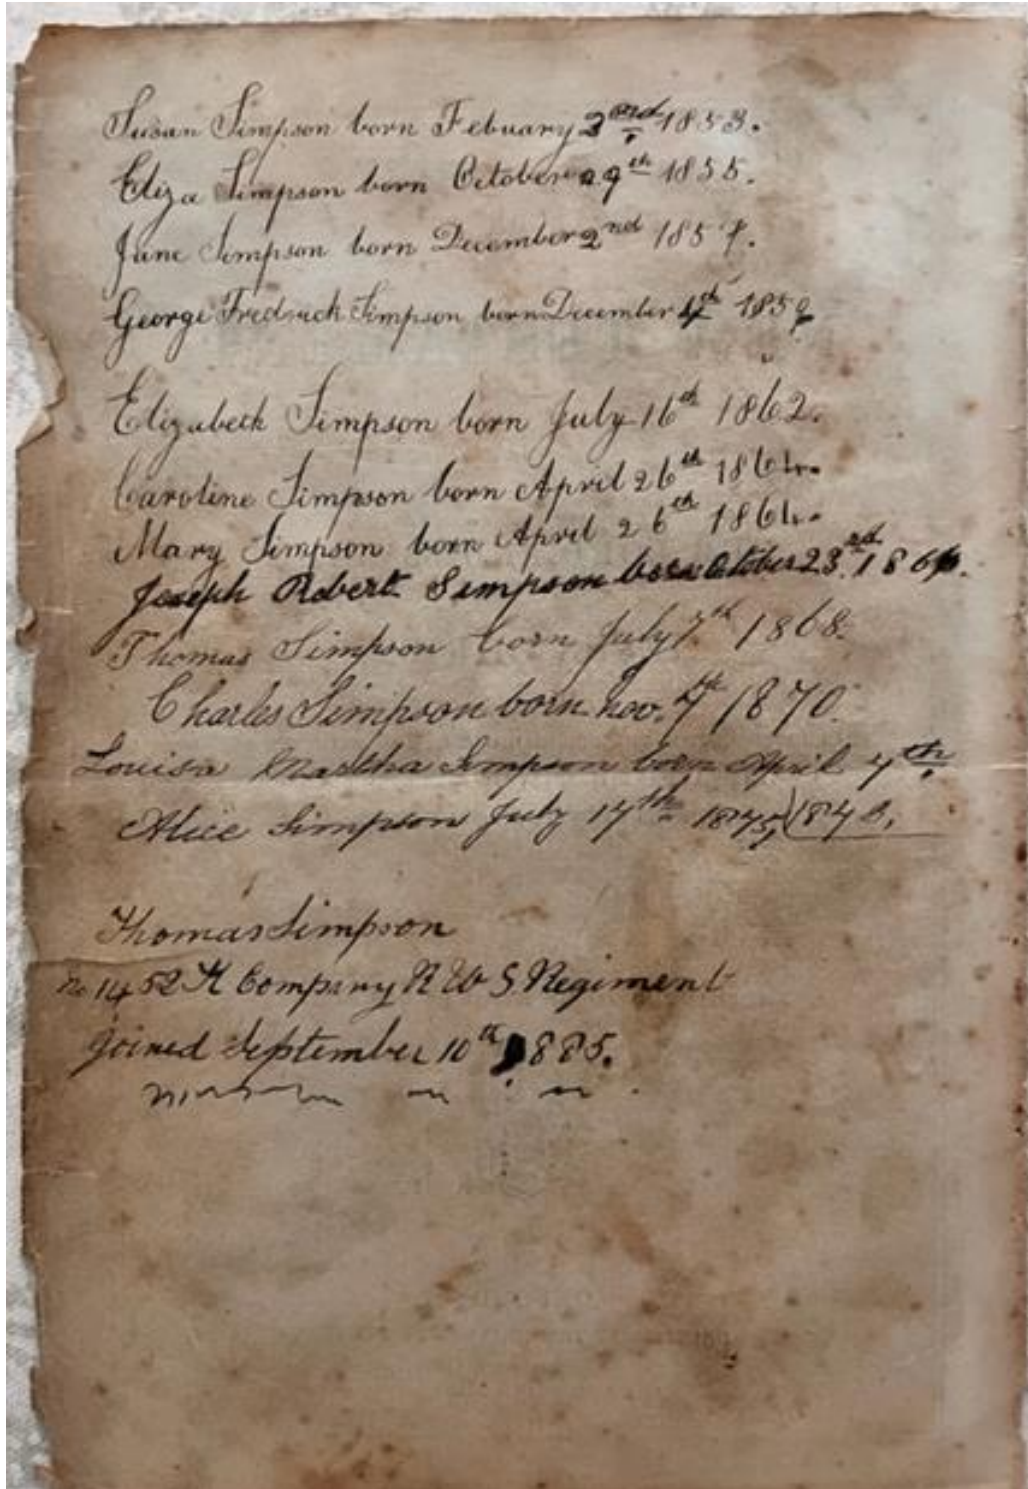 Susan Simpson born Febuary 2nd 1853.
Eliza Simpson born October 29th 1855.
Jane Simpson born December 2nd 1857.
George Fredrick Simpson born December 4th 1859
Elizabeth Simpson born July 16th 1862.
Caroline Simpson born April 26th 1864.
Mary Simpson born April 26th 1864.
Joseph Robert Simpson born October 23rd 1866.
Thomas Simpson born July 7th 1868.
Charles Simpson born nov. 7th 1870.
Louisa Martha Simpson born April 7th
Alice Simpson July 17th 1875, 1873.
Thomas Simpson
no 1452 H Company R W S Regiment
joined September 10th 1885.